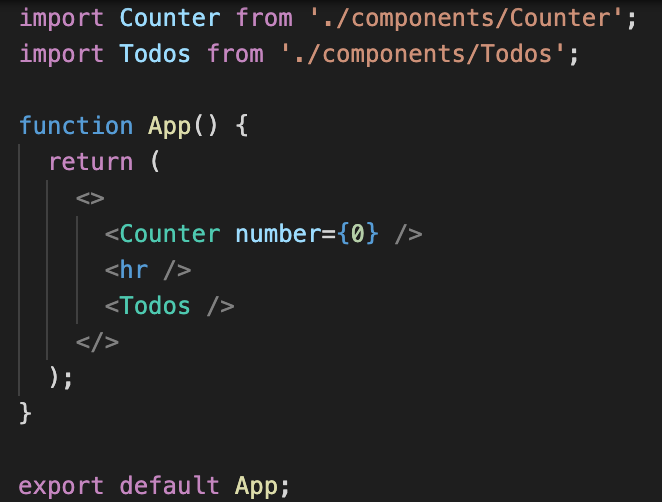 import Counter from './components/Counter';
import Todos from './components/Todos';

function App() {
  return (
    <>
      <Counter number={0} />
      <hr />
      <Todos />
    </>
  );
}

export default App;